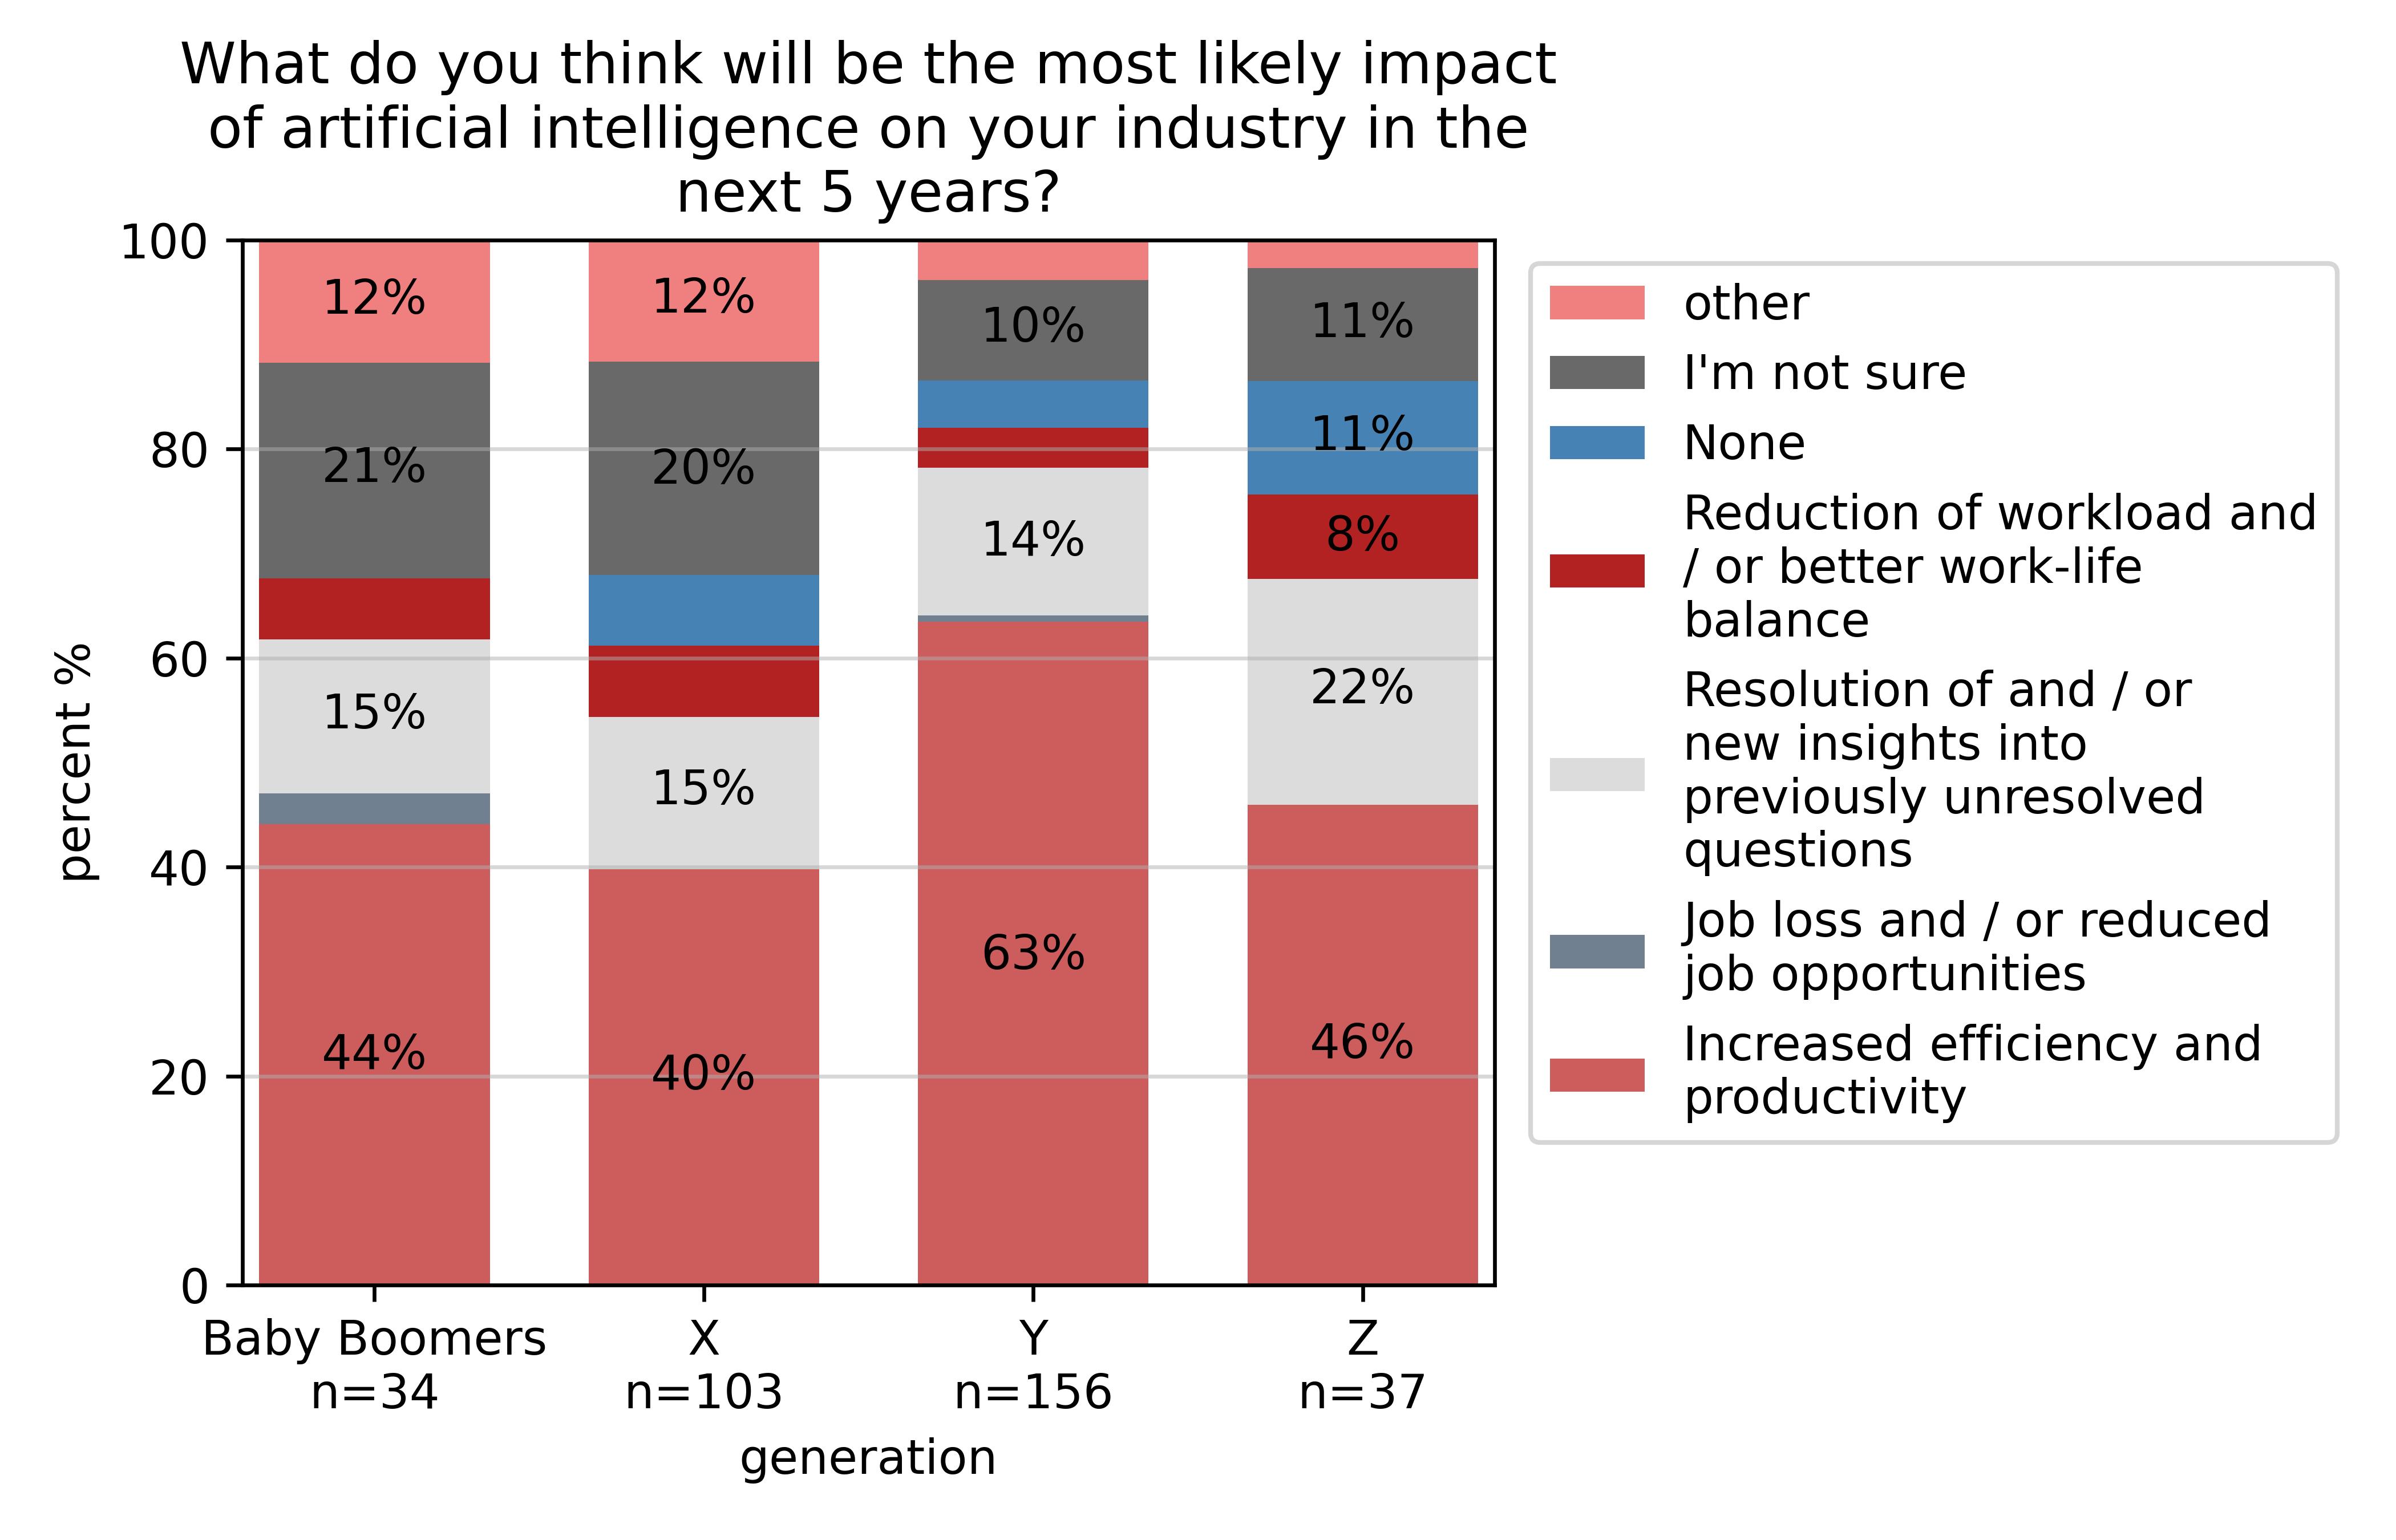 What do you think will be the most likely impact
of artificial intelligence on your industry in the
next 5 years?
100
80
60
40
20
0
percent %
12%
21%
15%
44%
12%
20%
15%
40%
10%
14%
63%
11%
11%
8%
22%
46%
Baby Boomers
n=34
X
n=103
Y
n=156
Z
n=37
generation
other
I'm not sure
None
Reduction of workload and
/ or better work-life
balance
Resolution of and / or
new insights into
previously unresolved
questions
Job loss and / or reduced
job opportunities
Increased efficiency and
productivity